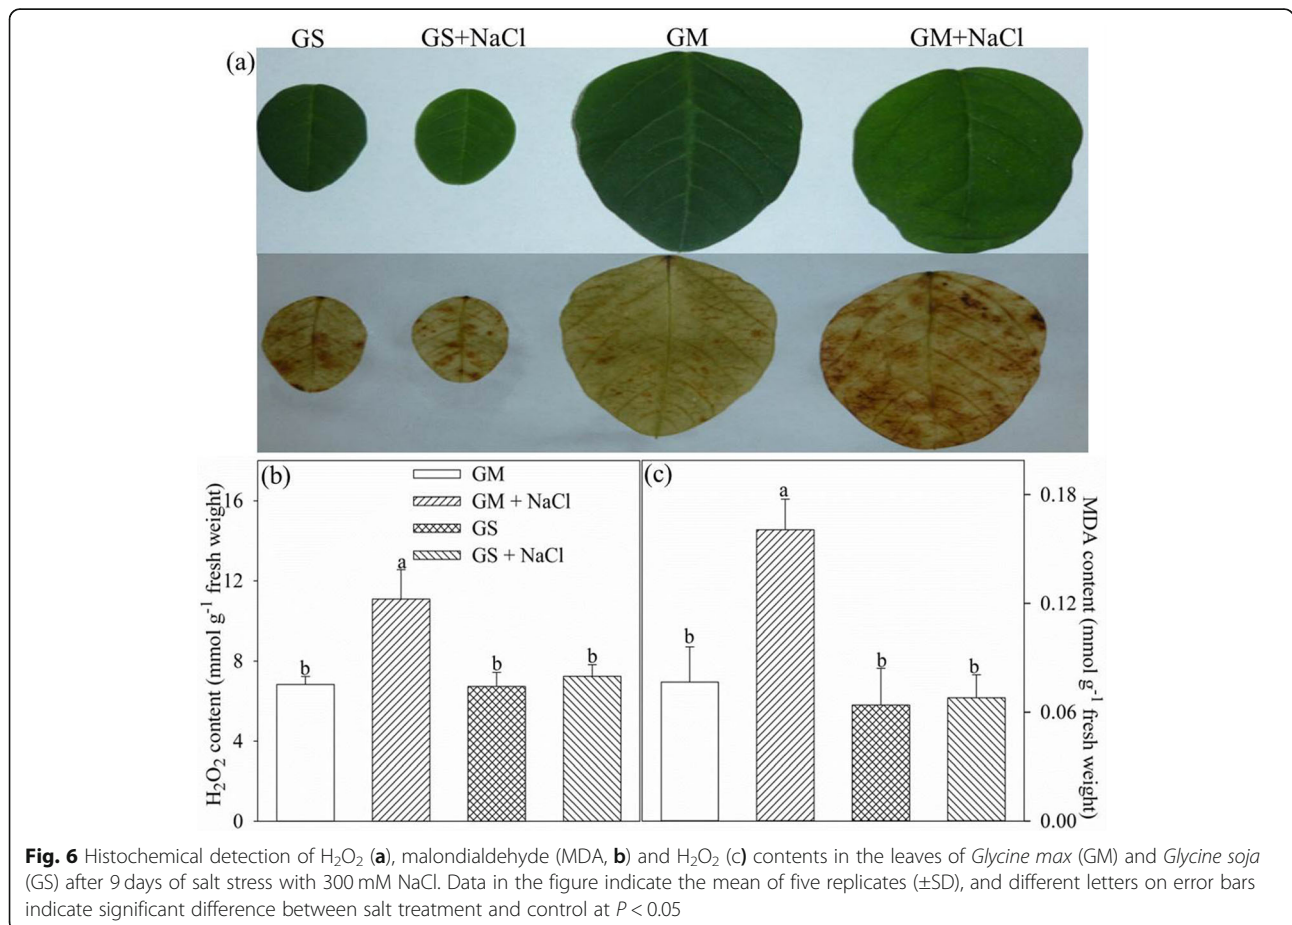 GS GS+NaCl GM GM+NaCl
(a)
(b)
H₂O₂ content (mmol g⁻¹ fresh weight)
16
12
8
4
0
GM
GM + NaCl
GS
GS + NaCl
b a b b
(c)
b a b b
0.18
0.12
0.06
0.00
MDA content (mmol g⁻¹ fresh weight)
Fig. 6 Histochemical detection of H₂O₂ (a), malondialdehyde (MDA, b) and H₂O₂ (c) contents in the leaves of Glycine max (GM) and Glycine soja
(GS) after 9 days of salt stress with 300 mM NaCl. Data in the figure indicate the mean of five replicates (±SD), and different letters on error bars
indicate significant difference between salt treatment and control at P < 0.05